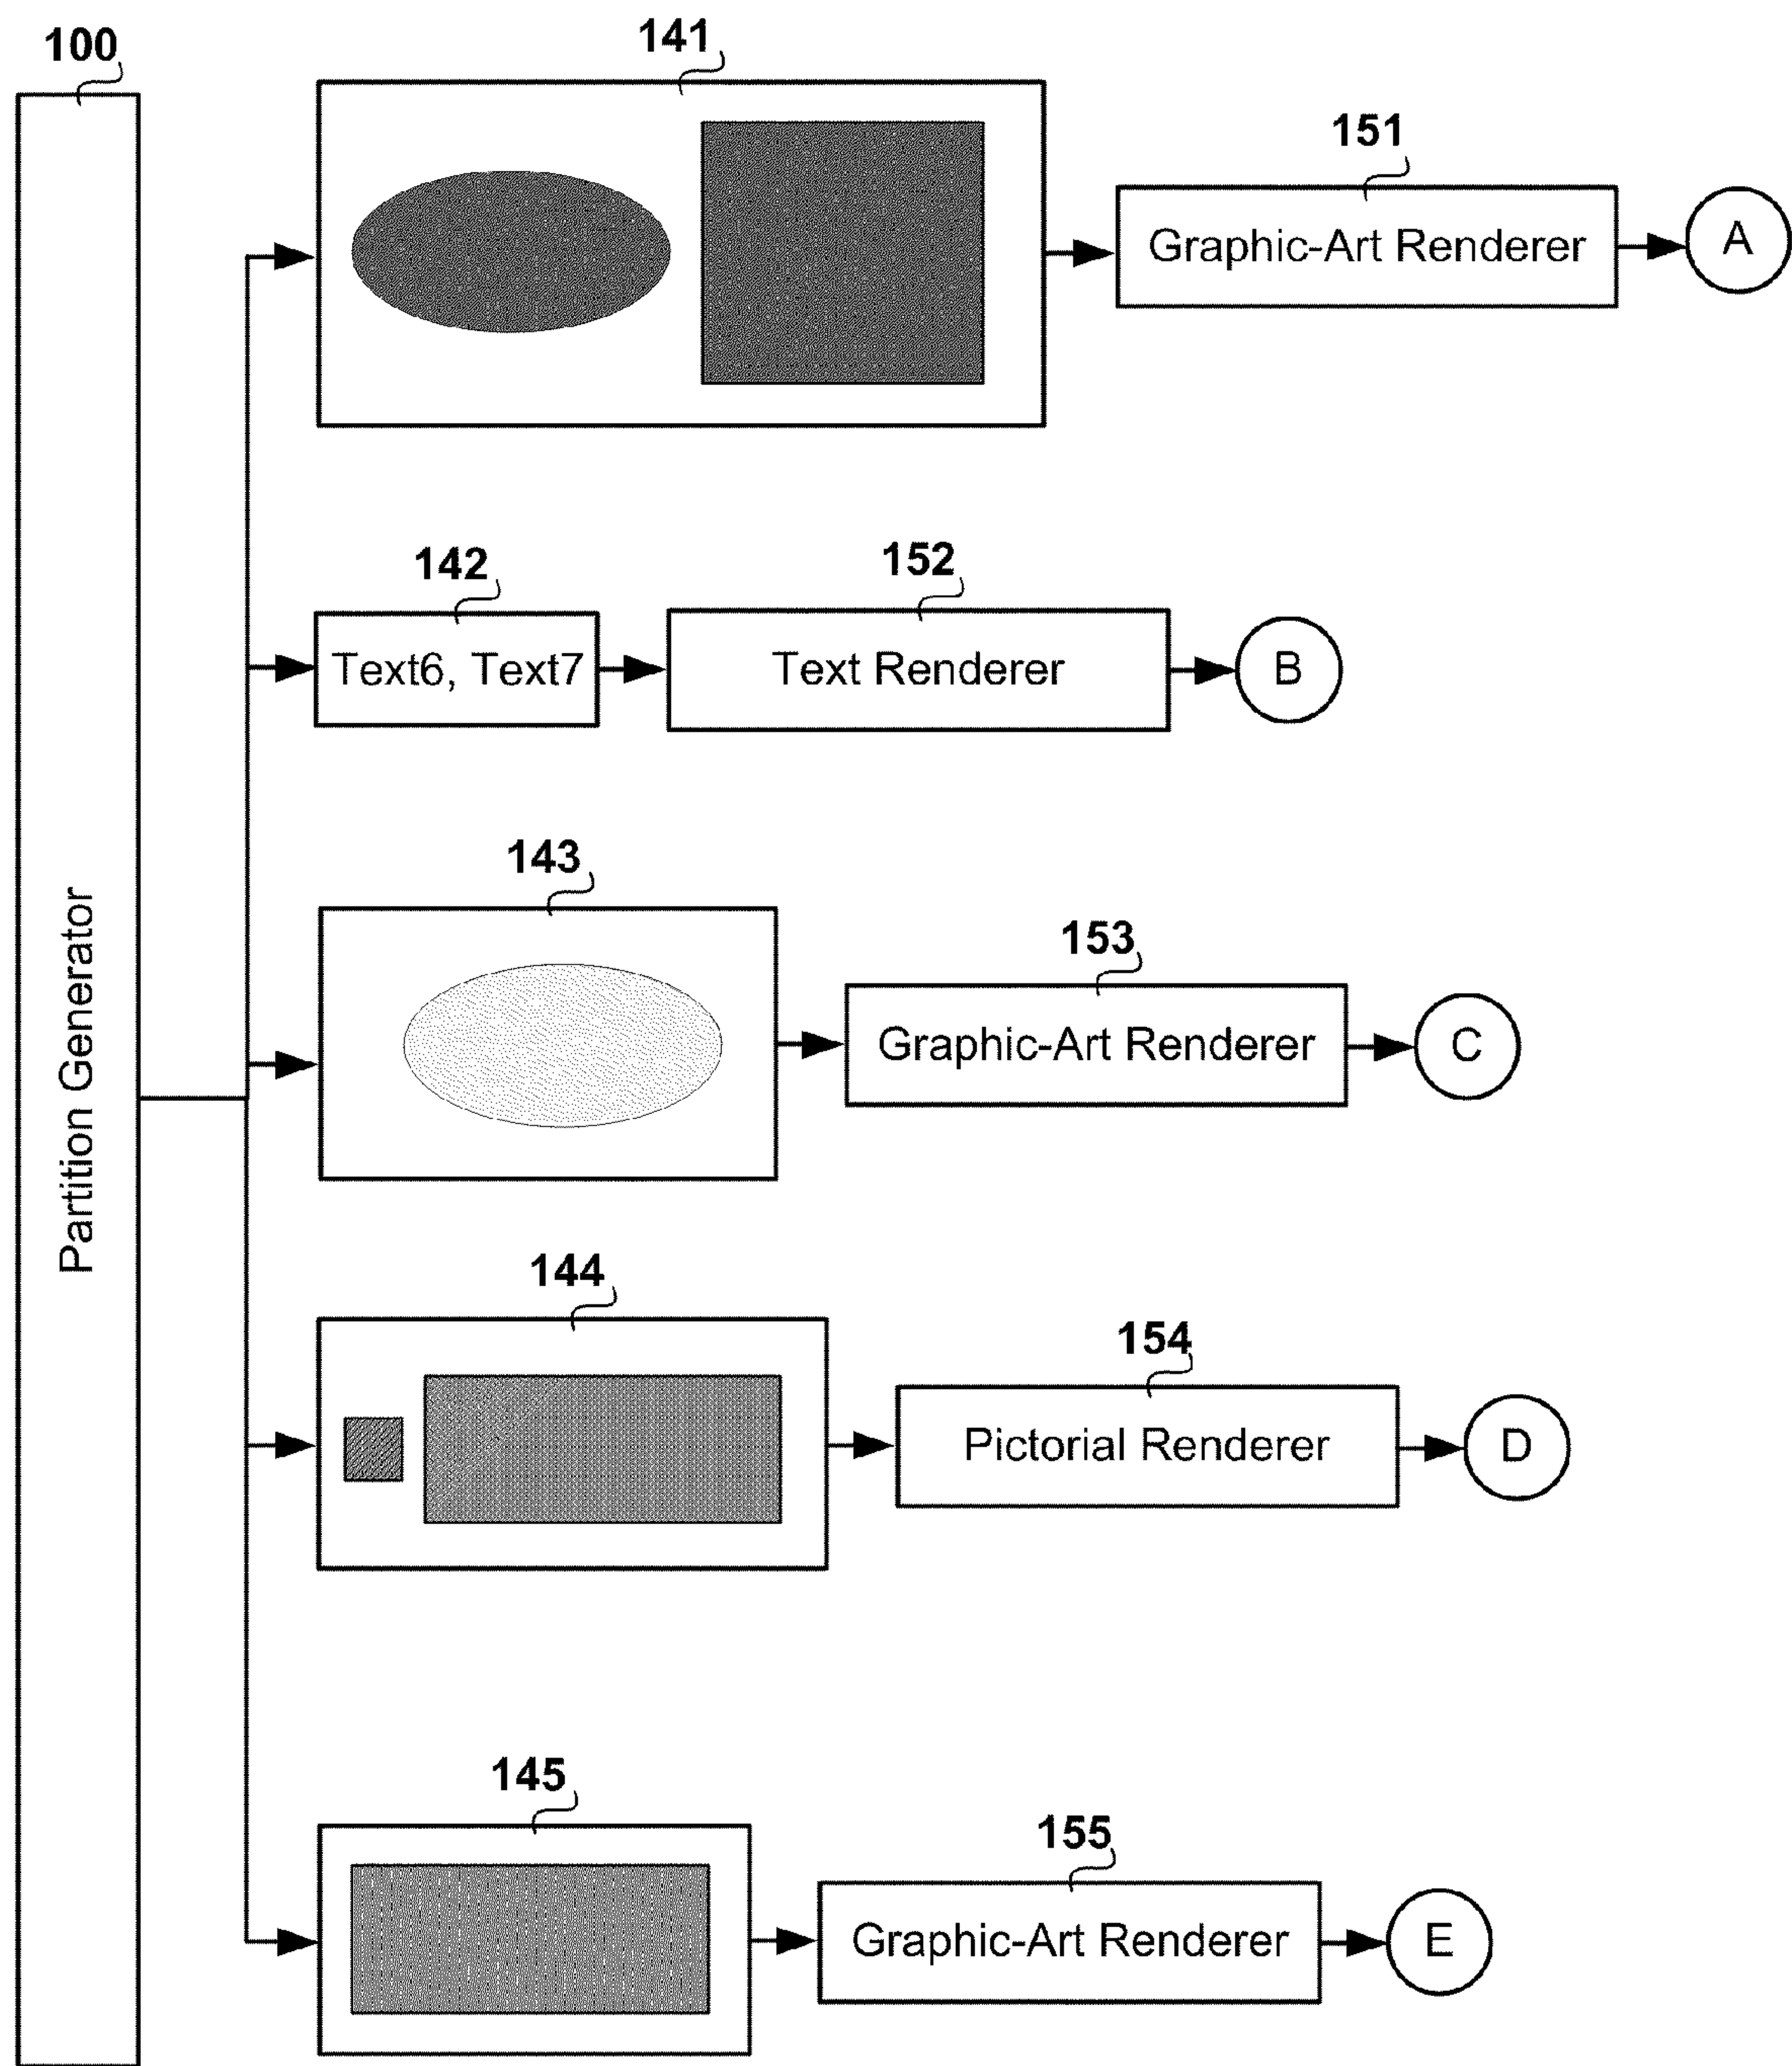 100
141
151
Graphic-Art Renderer
A
142
152
Text6, Text7
Text Renderer
B
Partition Generator
143
153
Graphic-Art Renderer
C
144
154
Pictorial Renderer
D
145
155
Graphic-Art Renderer
E